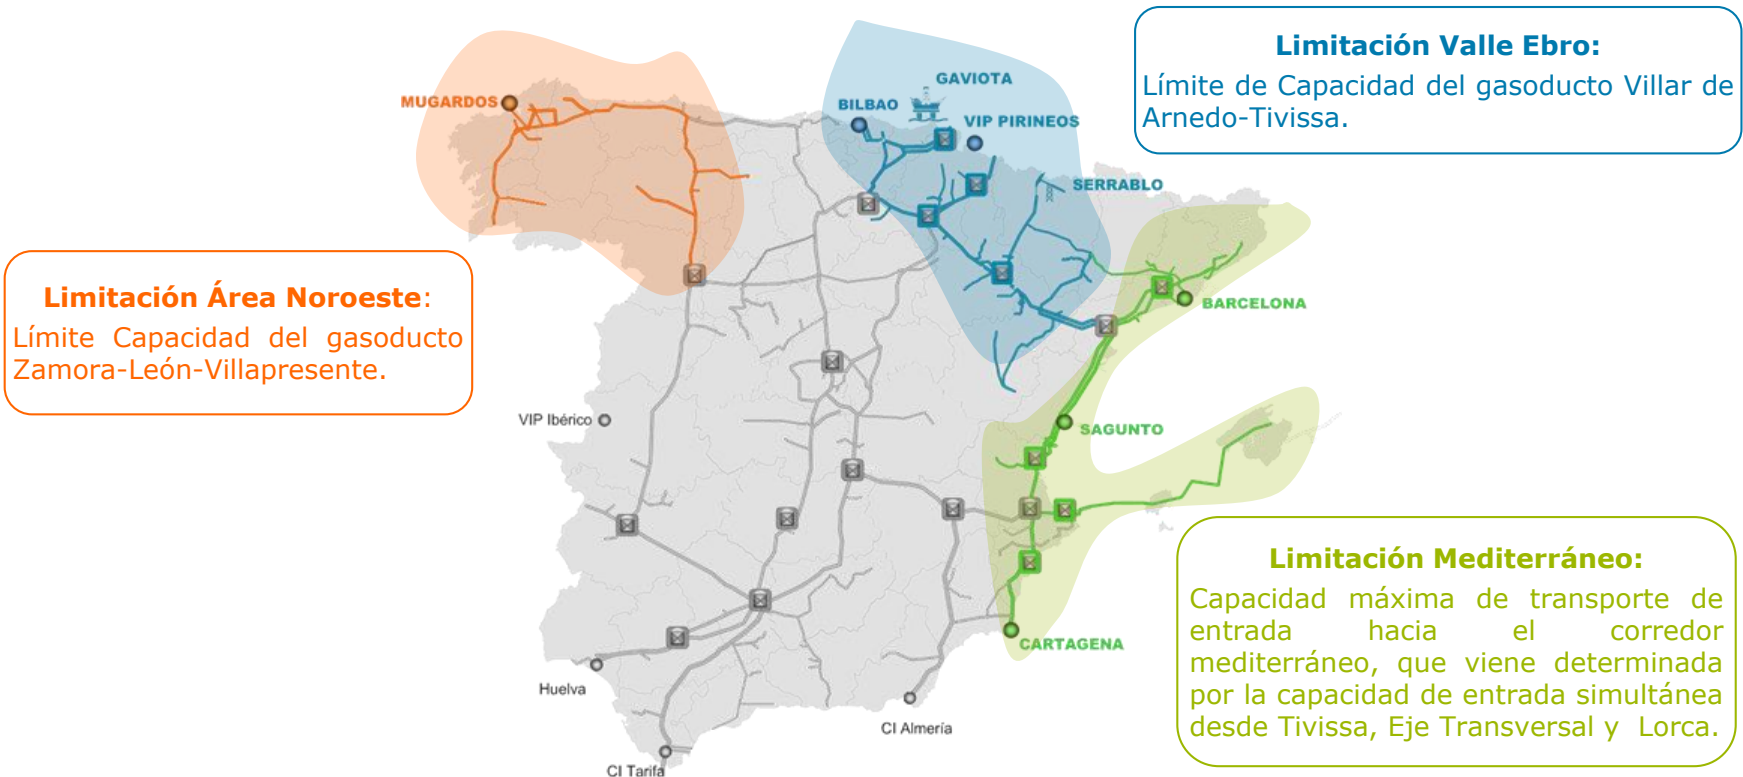 Limitación Valle Ebro:
Límite de Capacidad del gasoducto Villar de
Arnedo-Tivissa.
GAVIOTA
MUGARDOS
BILBAO
VIP PIRINEOS
SERRABLO
Limitación Área Noroeste:
Límite Capacidad del gasoducto
Zamora-León-Villapresente.
BARCELONA
VIP Ibérico
SAGUNTO
Limitación Mediterráneo:
Capacidad máxima de transporte de
entrada hacia el corredor
mediterráneo, que viene determinada
por la capacidad de entrada simultánea
desde Tivissa, Eje Transversal y Lorca.
CARTAGENA
Huelva
CI Almería
CI Tarifa